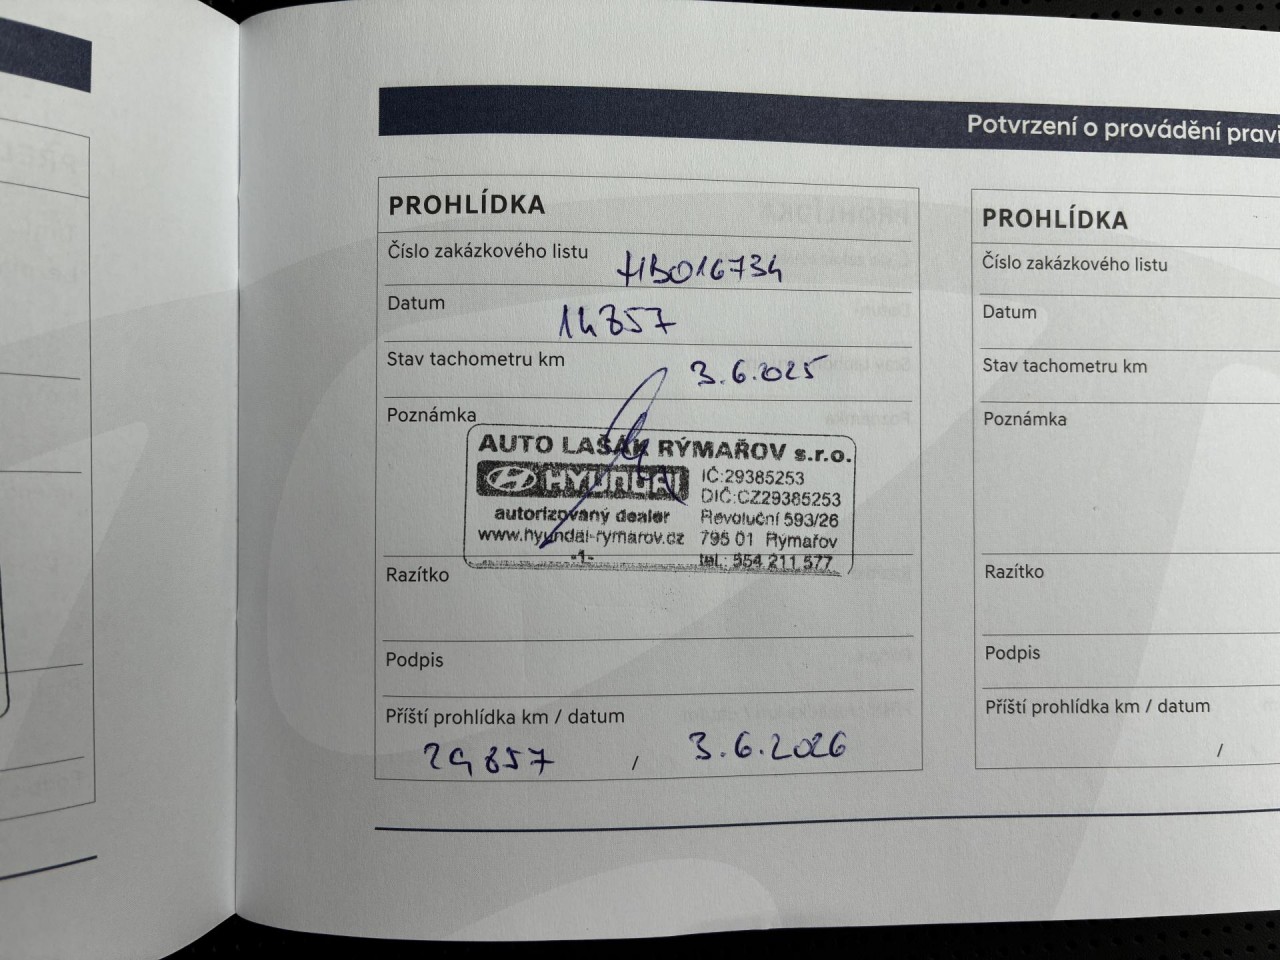 Potvrzení o provádění pravi
PROHLÍDKA
Číslo zakázkového listu HB016734
Datum 14857
Stav tachometru km 3.6.2025
Poznámka
AUTO LAŠÁK RÝMAŘOV s.r.o.
HYUNDAI
autorizovaný dealer
www.hyundai-rymarov.cz
-1-
IČ:29385253
DIČ:CZ29385253
Revoluční 593/26
795 01 Rýmařov
tel.: 554 211 577
Razítko
Podpis
Příští prohlídka km / datum
29857 / 3.6.2026
PROHLÍDKA
Číslo zakázkového listu
Datum
Stav tachometru km
Poznámka
Razítko
Podpis
Příští prohlídka km / datum
/